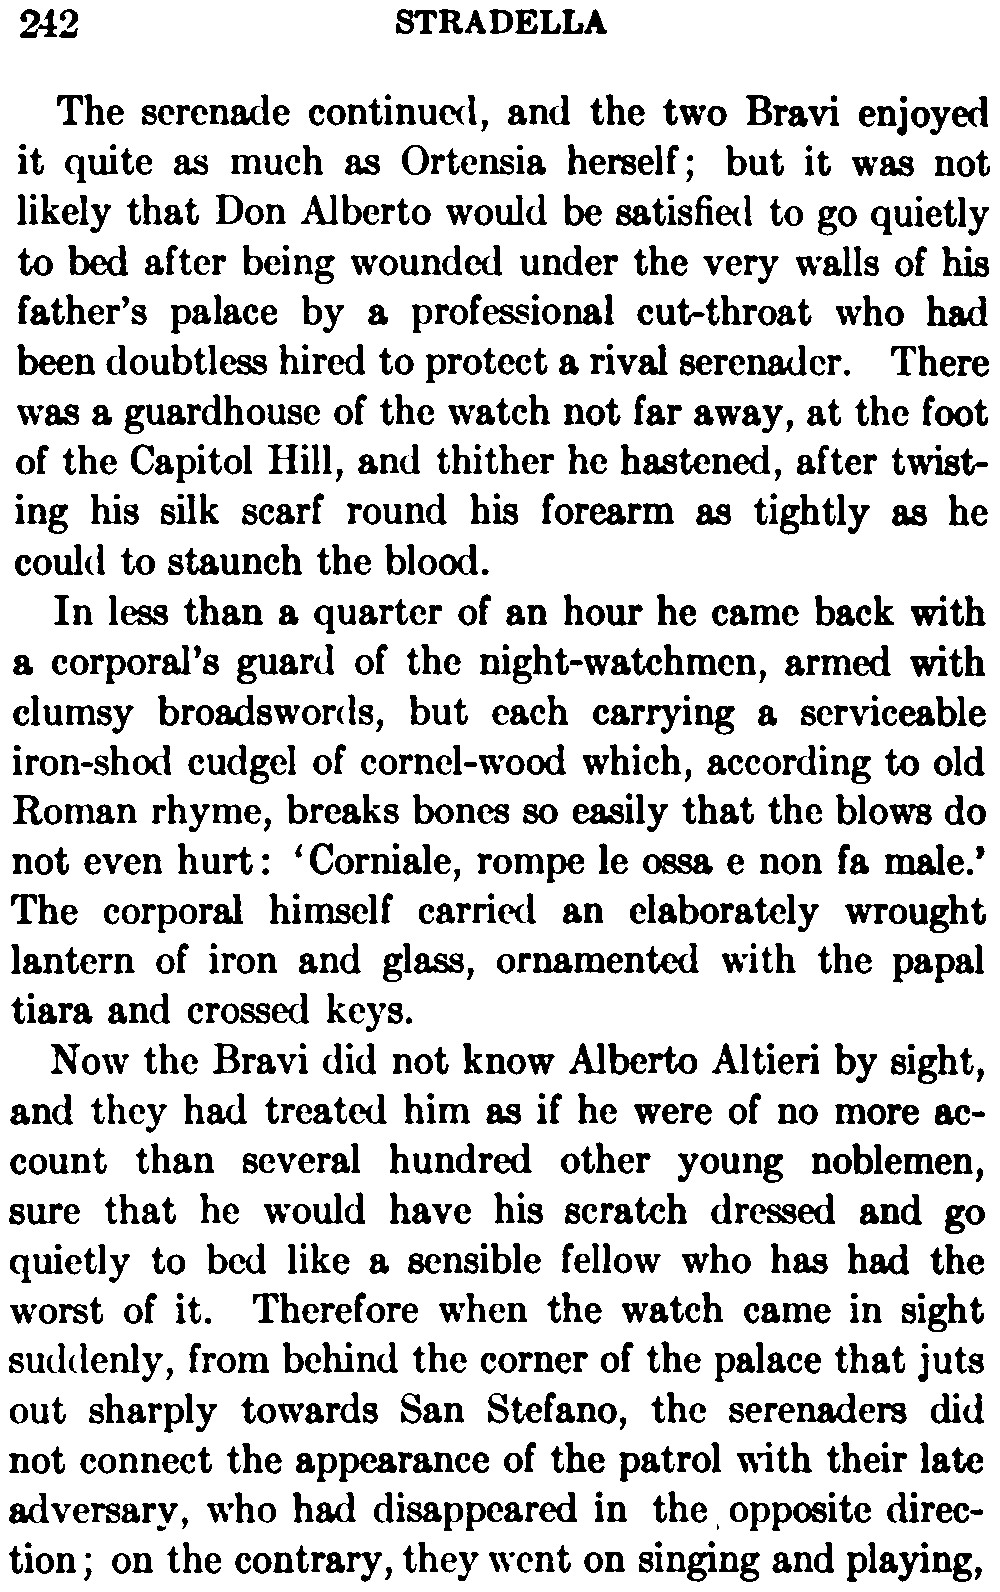 242 STRADELLA
The serenade continued, and the two Bravi enjoyed
it quite as much as Ortensia herself; but it was not
likely that Don Alberto would be satisfied to go quietly
to bed after being wounded under the very walls of his
father's palace by a professional cut-throat who had
been doubtless hired to protect a rival serenader. There
was a guardhouse of the watch not far away, at the foot
of the Capitol Hill, and thither he hastened, after twist-
ing his silk scarf round his forearm as tightly as he
could to staunch the blood.
In less than a quarter of an hour he came back with
a corporal's guard of the night-watchmen, armed with
clumsy broadswords, but each carrying a serviceable
iron-shod cudgel of cornel-wood which, according to old
Roman rhyme, breaks bones so easily that the blows do
not even hurt: 'Corniale, rompe le ossa e non fa male.'
The corporal himself carried an elaborately wrought
lantern of iron and glass, ornamented with the papal
tiara and crossed keys.
Now the Bravi did not know Alberto Altieri by sight,
and they had treated him as if he were of no more ac-
count than several hundred other young noblemen,
sure that he would have his scratch dressed and go
quietly to bed like a sensible fellow who has had the
worst of it. Therefore when the watch came in sight
suddenly, from behind the corner of the palace that juts
out sharply towards San Stefano, the serenaders did
not connect the appearance of the patrol with their late
adversary, who had disappeared in the opposite direc-
tion; on the contrary, they went on singing and playing,